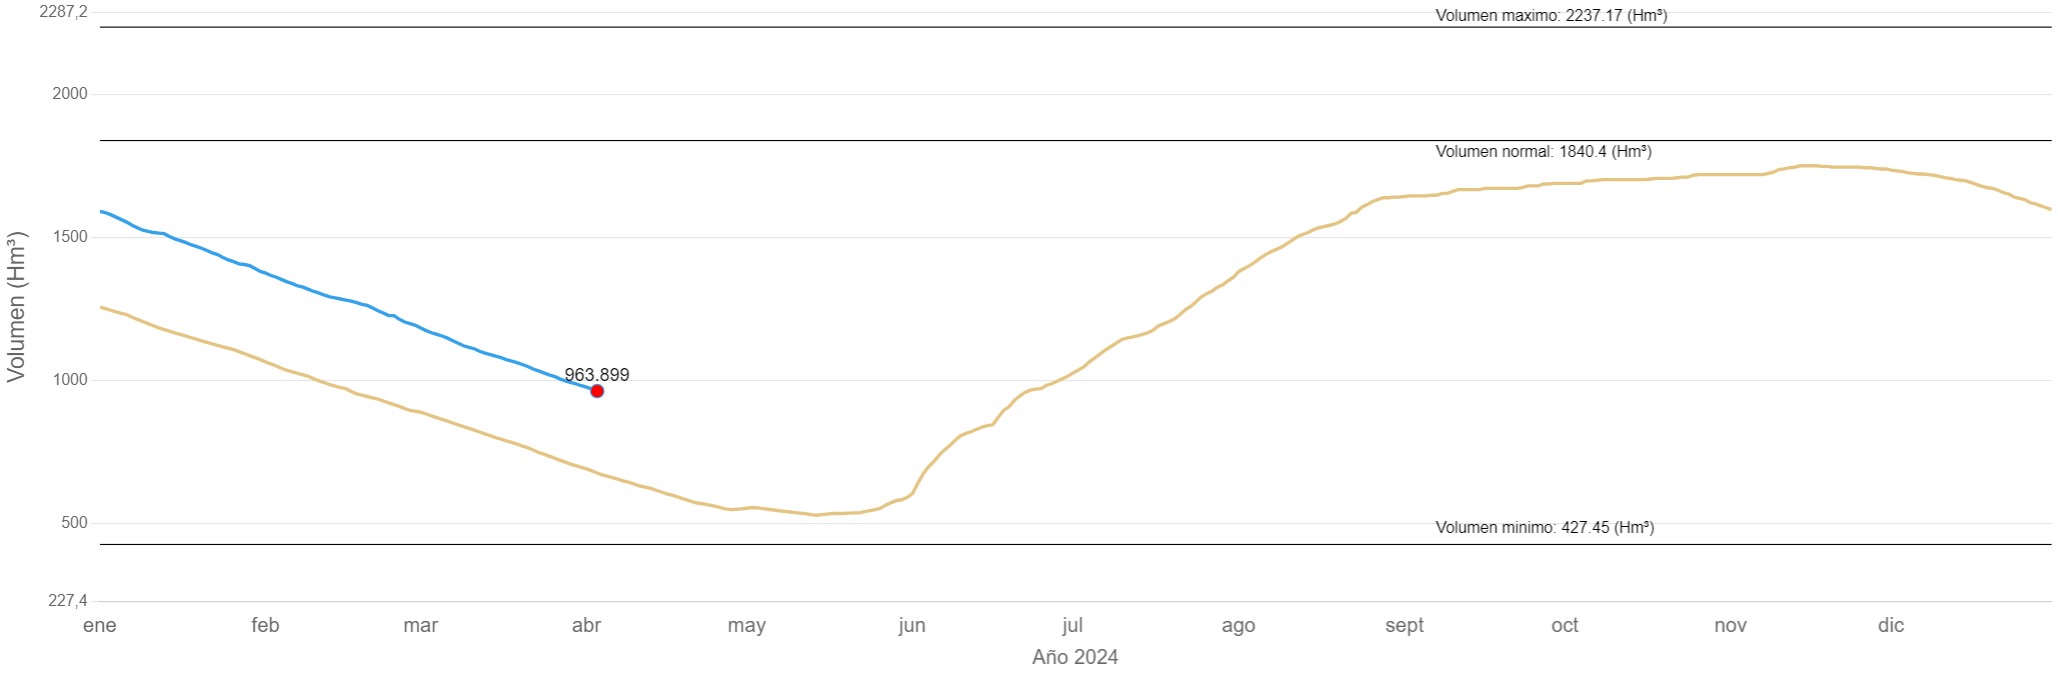 2287,2
Volumen maximo: 2237.17 (Hm³)
2000
Volumen normal: 1840.4 (Hm³)
1500
Volumen (Hm³)
1000
963.899
500
Volumen minimo: 427.45 (Hm³)
227,4
ene feb mar abr may jun jul ago sept oct nov dic
Año 2024